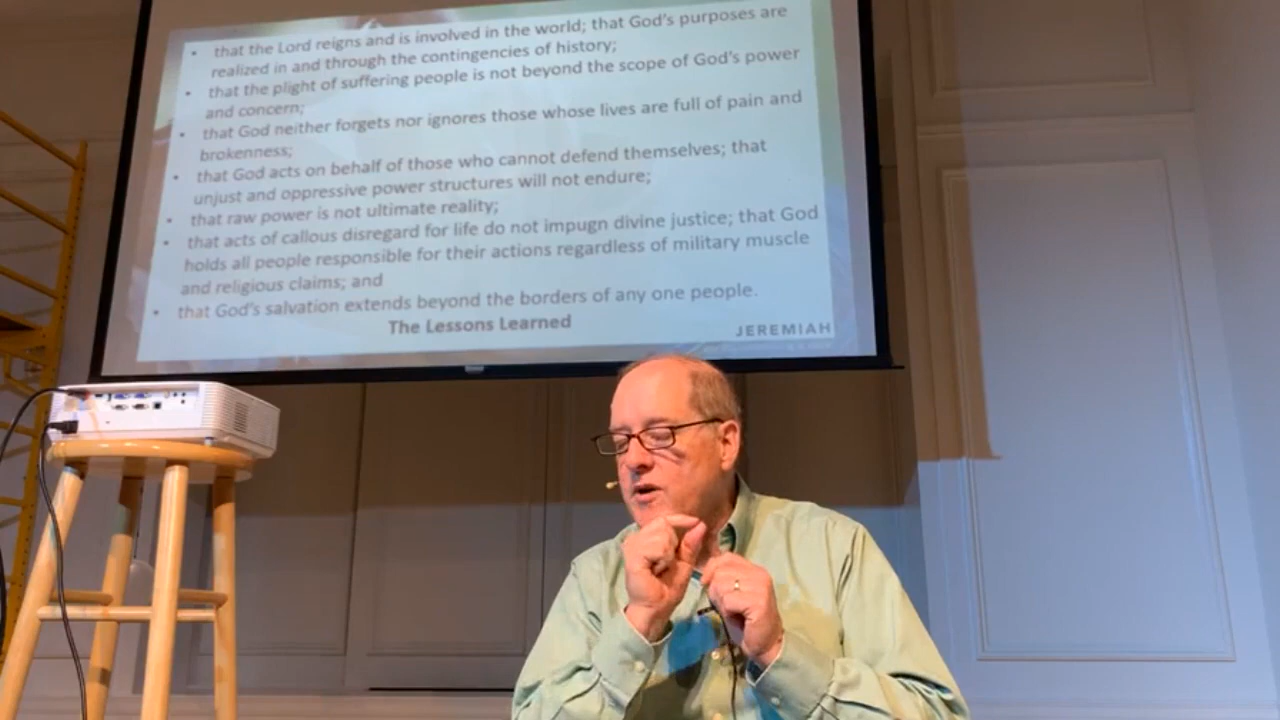 • that the Lord reigns and is involved in the world; that God's purposes are
realized in and through the contingencies of history;
• that the plight of suffering people is not beyond the scope of God's power
and concern;
• that God neither forgets nor ignores those whose lives are full of pain and
brokenness;
• that God acts on behalf of those who cannot defend themselves; that
unjust and oppressive power structures will not endure;
• that raw power is not ultimate reality;
• that acts of callous disregard for life do not impugn divine justice; that God
holds all people responsible for their actions regardless of military muscle
and religious claims; and
• that God's salvation extends beyond the borders of any one people.
The Lessons Learned
JEREMIAH